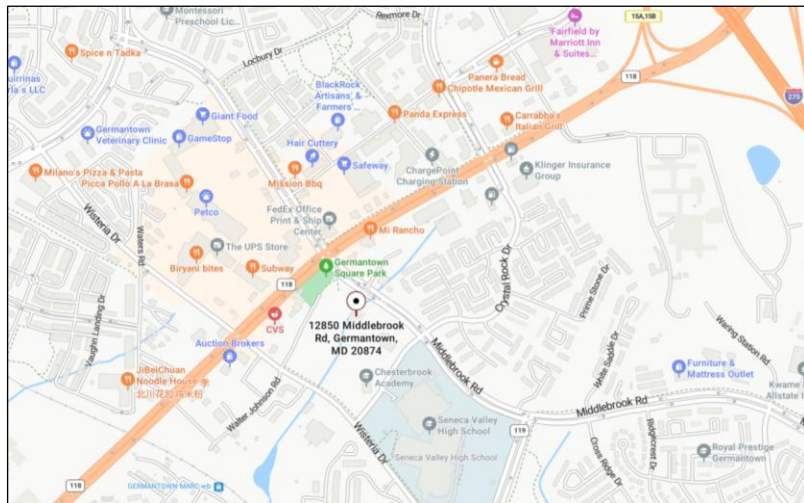 Montessori
Preschool Lic...
Rexmore Dr
Fairfield by
Marriott Inn
& Suites...
15A,15B
Spice n Tadka
Locbury Dr
118
Panera Bread
Chipotle Mexican Grill
270
BlackRock
Artisans' &
Farmers'...
Giant Food
Panda Express
Carrabba's
Italian Grill
Germantown
Veterinary Clinic
GameStop
Hair Cuttery
Safeway
ChargePoint
Charging Station
Klinger Insurance
Group
Milano's Pizza & Pasta
Picca Pollo A La Brasa
Mission Bbq
Petco
FedEx Office
Print & Ship
Center
Wisteria Dr
Waters Rd
The UPS Store
Mi Rancho
Crystal Rock Dr
Biryani bites
Subway
Germantown
Square Park
118
Prime Stone Dr
CVS
12850 Middlebrook
Rd, Germantown,
MD 20874
Vaughn Landing Dr
Auction Brokers
Middlebrook Rd
White Saddle Dr
Waring Station Rd
JiBeiChuan
Noodle House
Walter Johnson Rd
Chesterbrook
Academy
Furniture &
Mattress Outlet
Kwame
Allstate I
Seneca Valley
High School
Middlebrook Rd
Wisteria Dr
119
Seneca Valley High School
Cross Ridge Dr
Ridgecrest Dr
Royal Prestige
Germantown
118
GERMANTOWN MARC wb